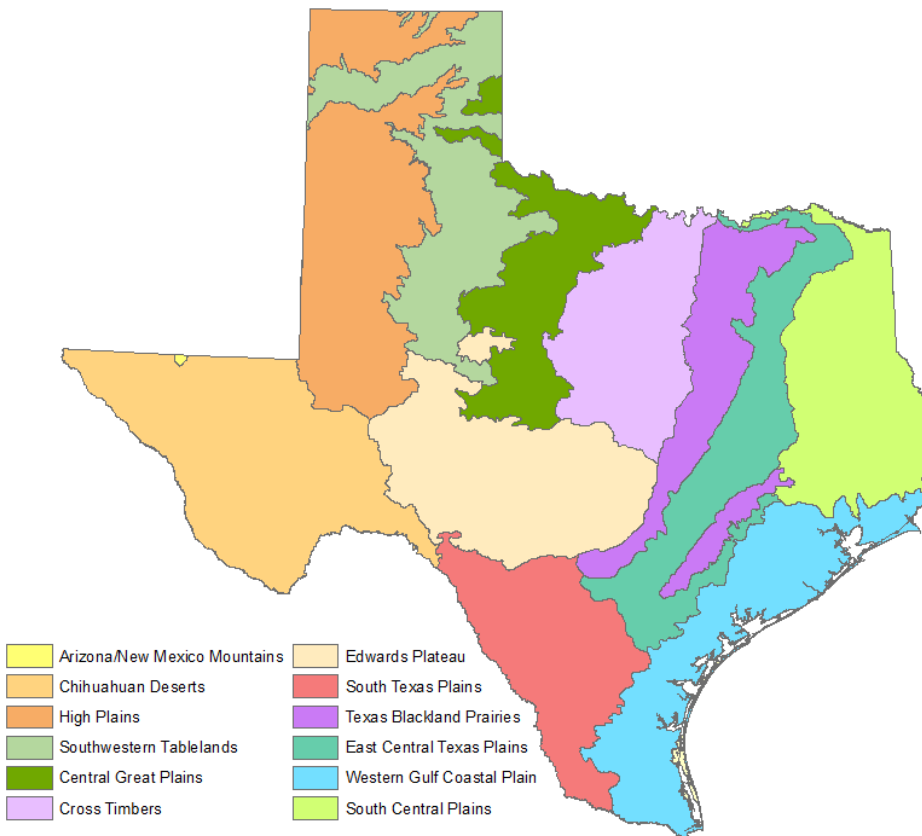 Arizona/New Mexico Mountains
Chihuahuan Deserts
High Plains
Southwestern Tablelands
Central Great Plains
Cross Timbers
Edwards Plateau
South Texas Plains
Texas Blackland Prairies
East Central Texas Plains
Western Gulf Coastal Plain
South Central Plains